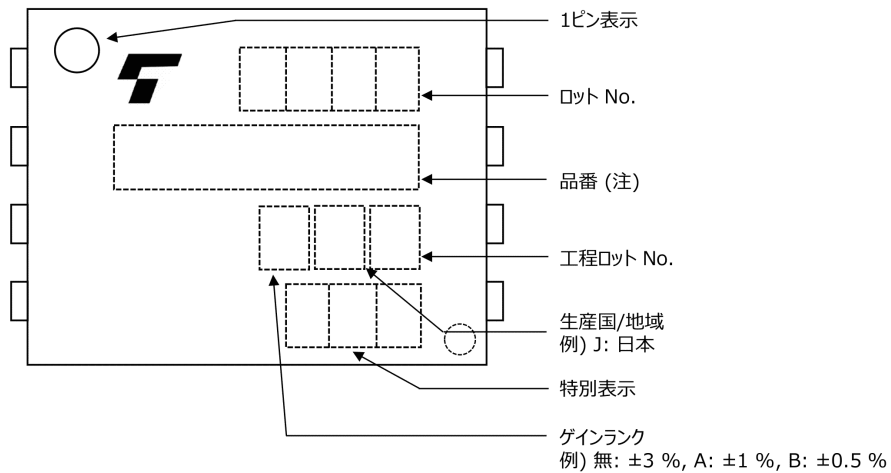 1ピン表示
ロット No.
品番 (注)
工程ロット No.
生産国/地域
例) J: 日本
特別表示
ゲインランク
例) 無: ±3 %, A: ±1 %, B: ±0.5 %